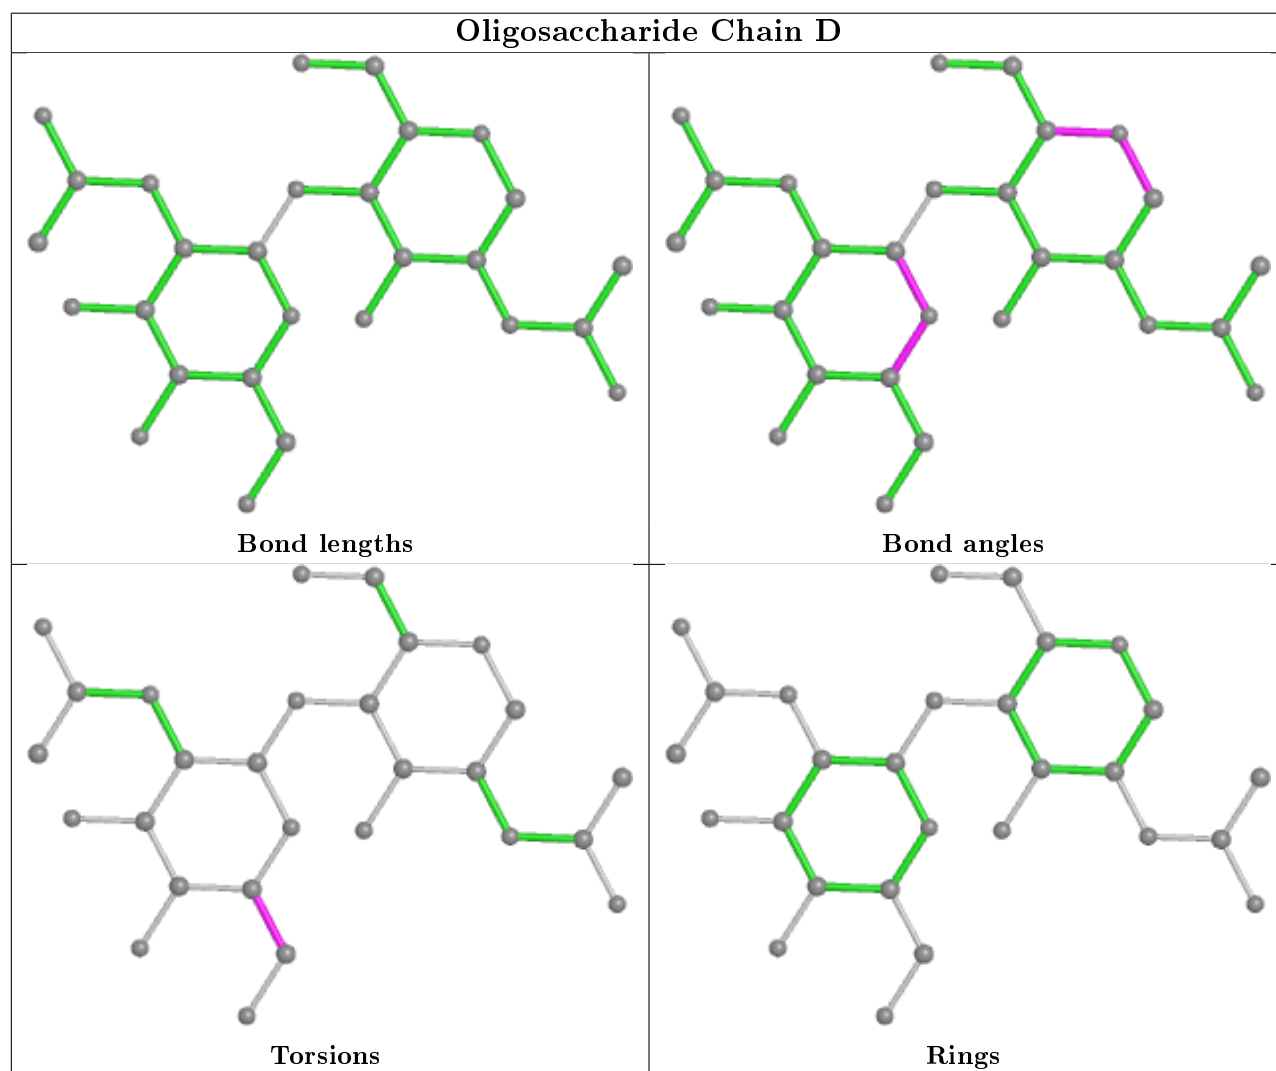 Oligosaccharide Chain D
Bond lengths
Bond angles
Torsions
Rings